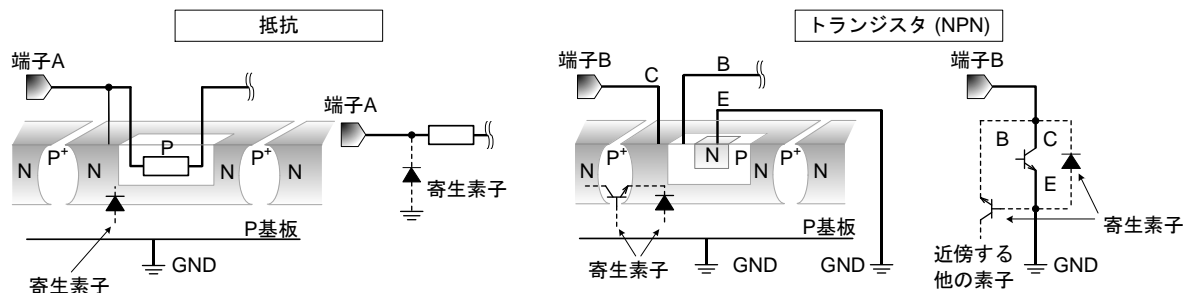 抵抗
端子A
N
P+
N
P
N
P+
N
P基板
寄生素子
GND
端子A
寄生素子
トランジスタ (NPN)
端子B
C
B
E
N
P+
N
N
P
N
P+
N
P基板
寄生素子
GND
GND
端子B
B
C
E
寄生素子
近傍する
他の素子
GND